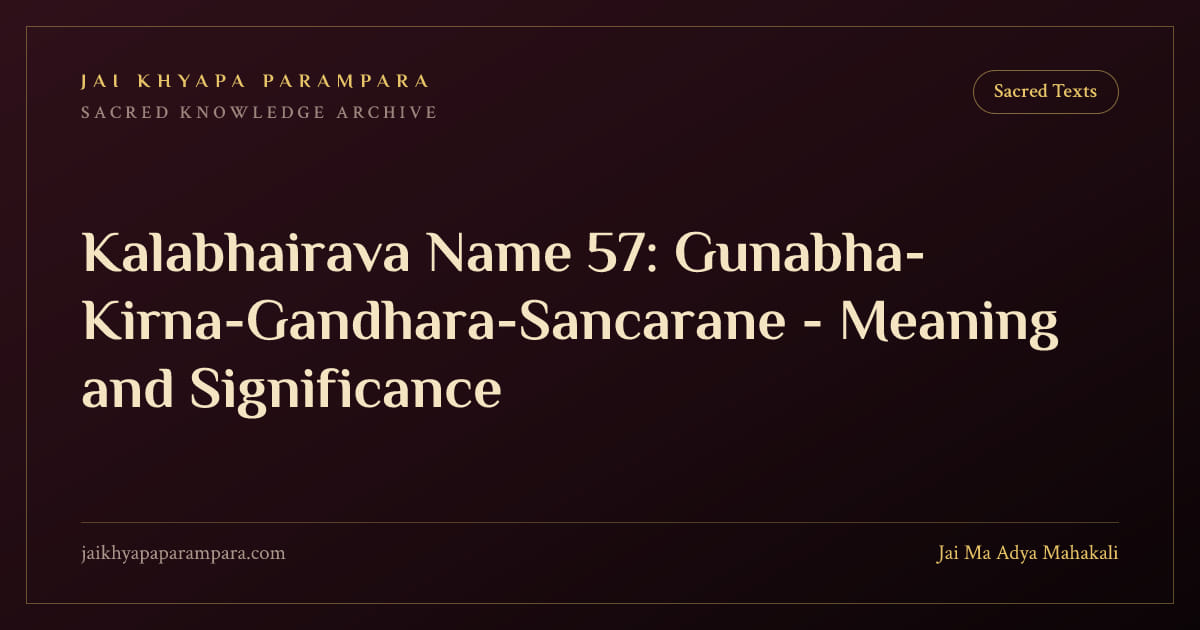 JAI KHYAPA PARAMPARA
SACRED KNOWLEDGE ARCHIVE
Sacred Texts
Kalabhairava Name 57: Gunabha-
Kirna-Gandhara-Sancarane - Meaning
and Significance
jaikhyapaparampara.com
Jai Ma Adya Mahakali